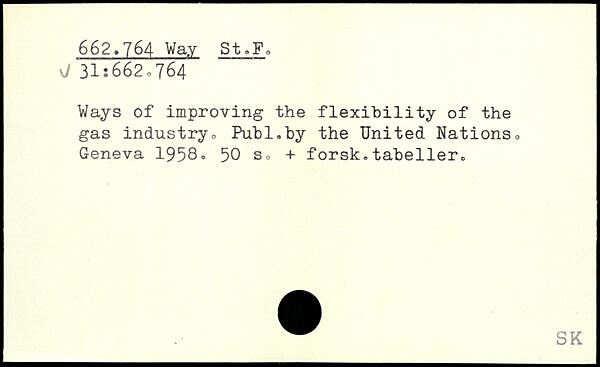 662.764 Way St.F.
✓ 31:662.764
Ways of improving the flexibility of the
gas industry. Publ.by the United Nations.
Geneva 1958. 50 s. + forsk.tabeller.
SK